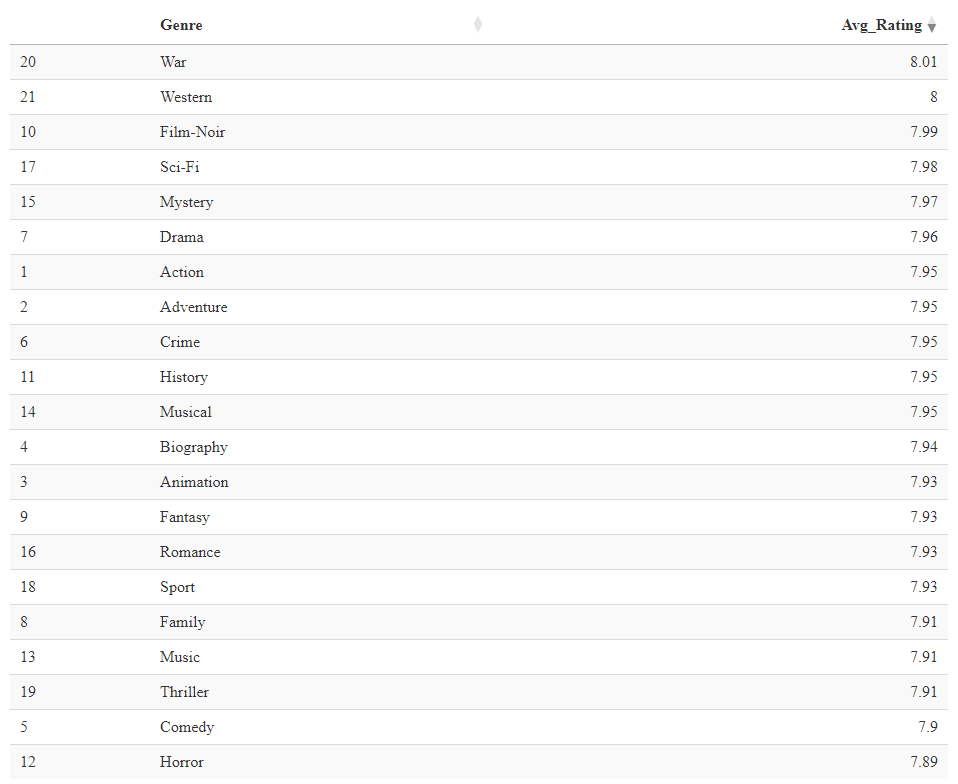 Genre Avg_Rating
20 War 8.01
21 Western 8
10 Film-Noir 7.99
17 Sci-Fi 7.98
15 Mystery 7.97
7 Drama 7.96
1 Action 7.95
2 Adventure 7.95
6 Crime 7.95
11 History 7.95
14 Musical 7.95
4 Biography 7.94
3 Animation 7.93
9 Fantasy 7.93
16 Romance 7.93
18 Sport 7.93
8 Family 7.91
13 Music 7.91
19 Thriller 7.91
5 Comedy 7.9
12 Horror 7.89